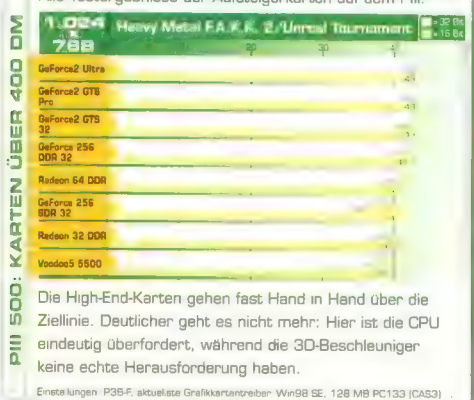 Alle Testergebnisse der Aufsteigerkarten auf dem PIII.
PIII 500: KARTEN ÜBER 400 DM
1.024
x
768
Heavy Metal F.A.K.K. 2/Unreal Tournament
= 32 Bit
= 16 Bit
GeForce2 Ultra
GeForce2 GTS
Pro
GeForce2 GTS
32
GeForce 256
DDR 32
Radeon 64 DDR
GeForce 256
SDR 32
Radeon 32 DDR
Voodoo5 5500
Die High-End-Karten gehen fast Hand in Hand über die
Ziellinie. Deutlicher geht es nicht mehr: Hier ist die CPU
eindeutig überfordert, während die 3D-Beschleuniger
keine echte Herausforderung haben.
Einstellungen: P3B-F, aktuellste Grafikkartentreiber Win98 SE, 128 MB PC133 (CAS3)